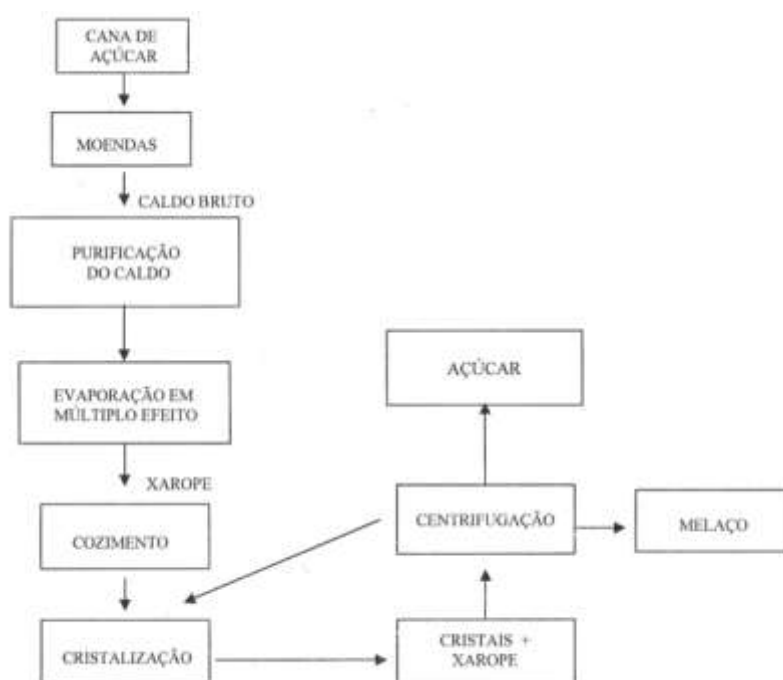 CANA DE
AÇÚCAR
MOENDAS
CALDO BRUTO
PURIFICAÇÃO
DO CALDO
EVAPORAÇÃO EM
MÚLTIPLO EFEITO
XAROPE
COZIMENTO
CRISTALIZAÇÃO
AÇÚCAR
CENTRIFUGAÇÃO
MELAÇO
CRISTAIS +
XAROPE